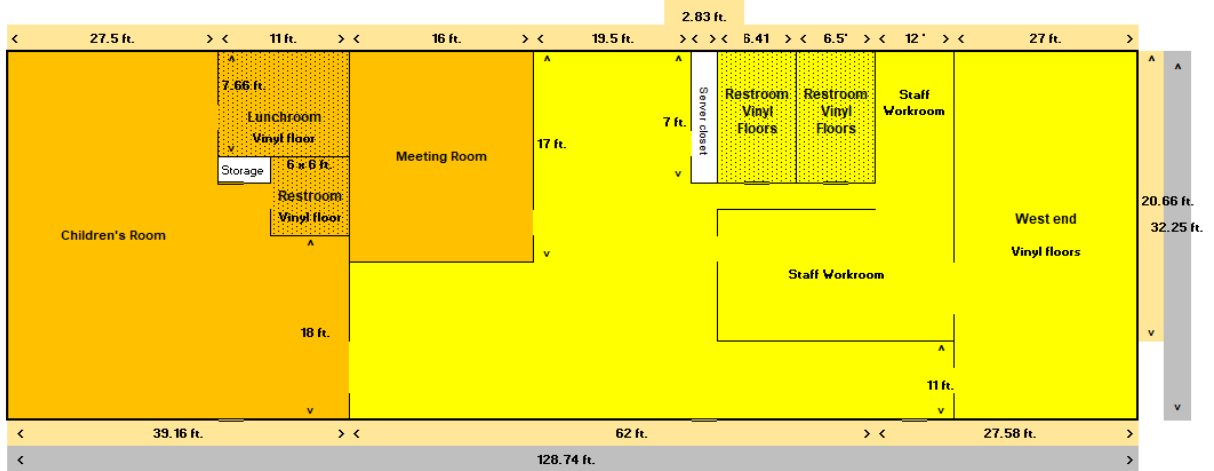 2.83 ft.
< 27.5 ft. > < 11 ft. > < 16 ft. > < 19.5 ft. > < > < 6.41 > < 6.5' > < 12 ' > < 27 ft. >
7.66 ft.
Lunchroom
Vinyl floor
Storage
6 x 6 ft.
Restroom
Vinyl floor
Children's Room
18 ft.
Meeting Room
17 ft.
7 ft.
Server closet
Restroom
Vinyl
Floors
Restroom
Vinyl
Floors
Staff
Workroom
Staff Workroom
11 ft.
West end
Vinyl floors
20.66 ft.
32.25 ft.
< 39.16 ft. > < 62 ft. > < 27.58 ft. >
< 128.74 ft. >